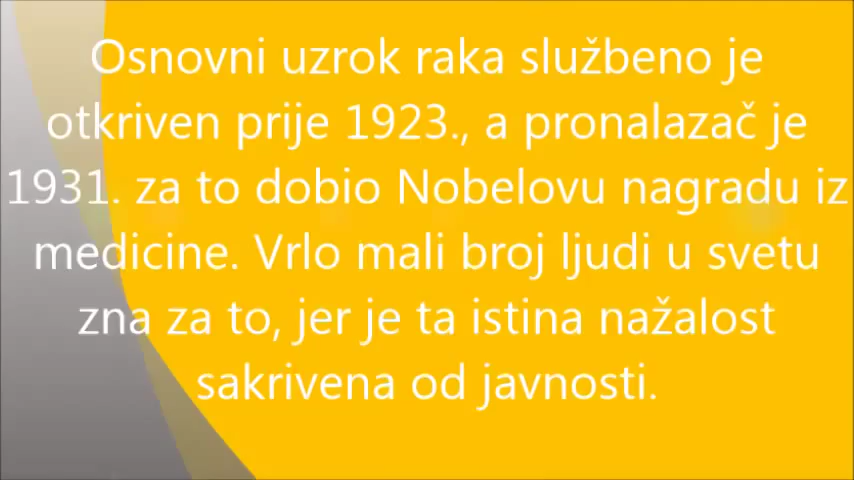 Osnovni uzrok raka službeno je
otkriven prije 1923., a pronalazač je
1931. za to dobio Nobelovu nagradu iz
medicine. Vrlo mali broj ljudi u svetu
zna za to, jer je ta istina nažalost
sakrivena od javnosti.